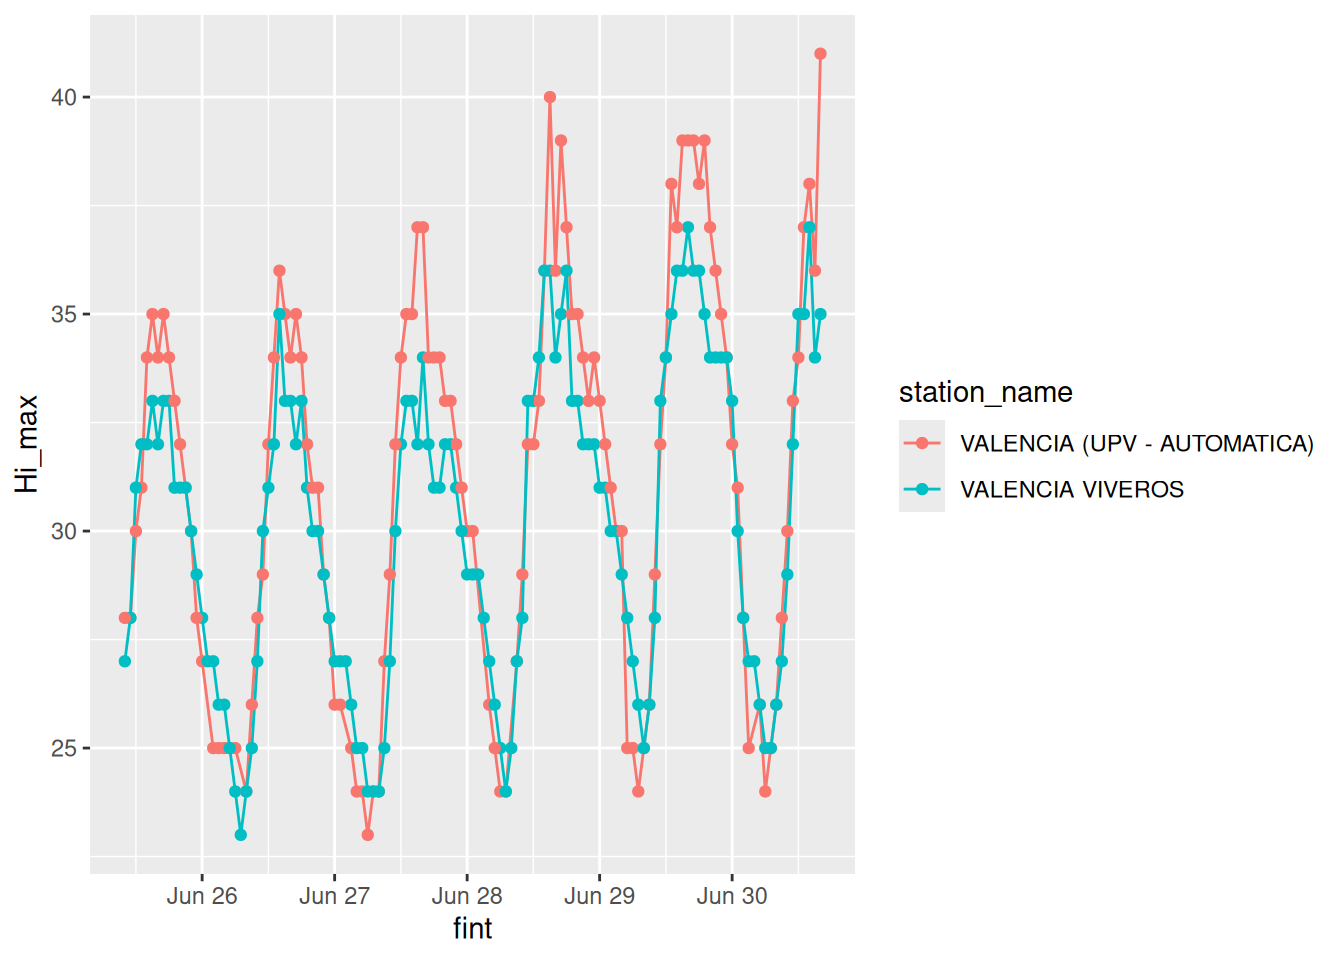 40
35
30
25
Hi_max
Jun 26
Jun 27
Jun 28
Jun 29
Jun 30
fint
station_name
VALENCIA (UPV - AUTOMATICA)
VALENCIA VIVEROS